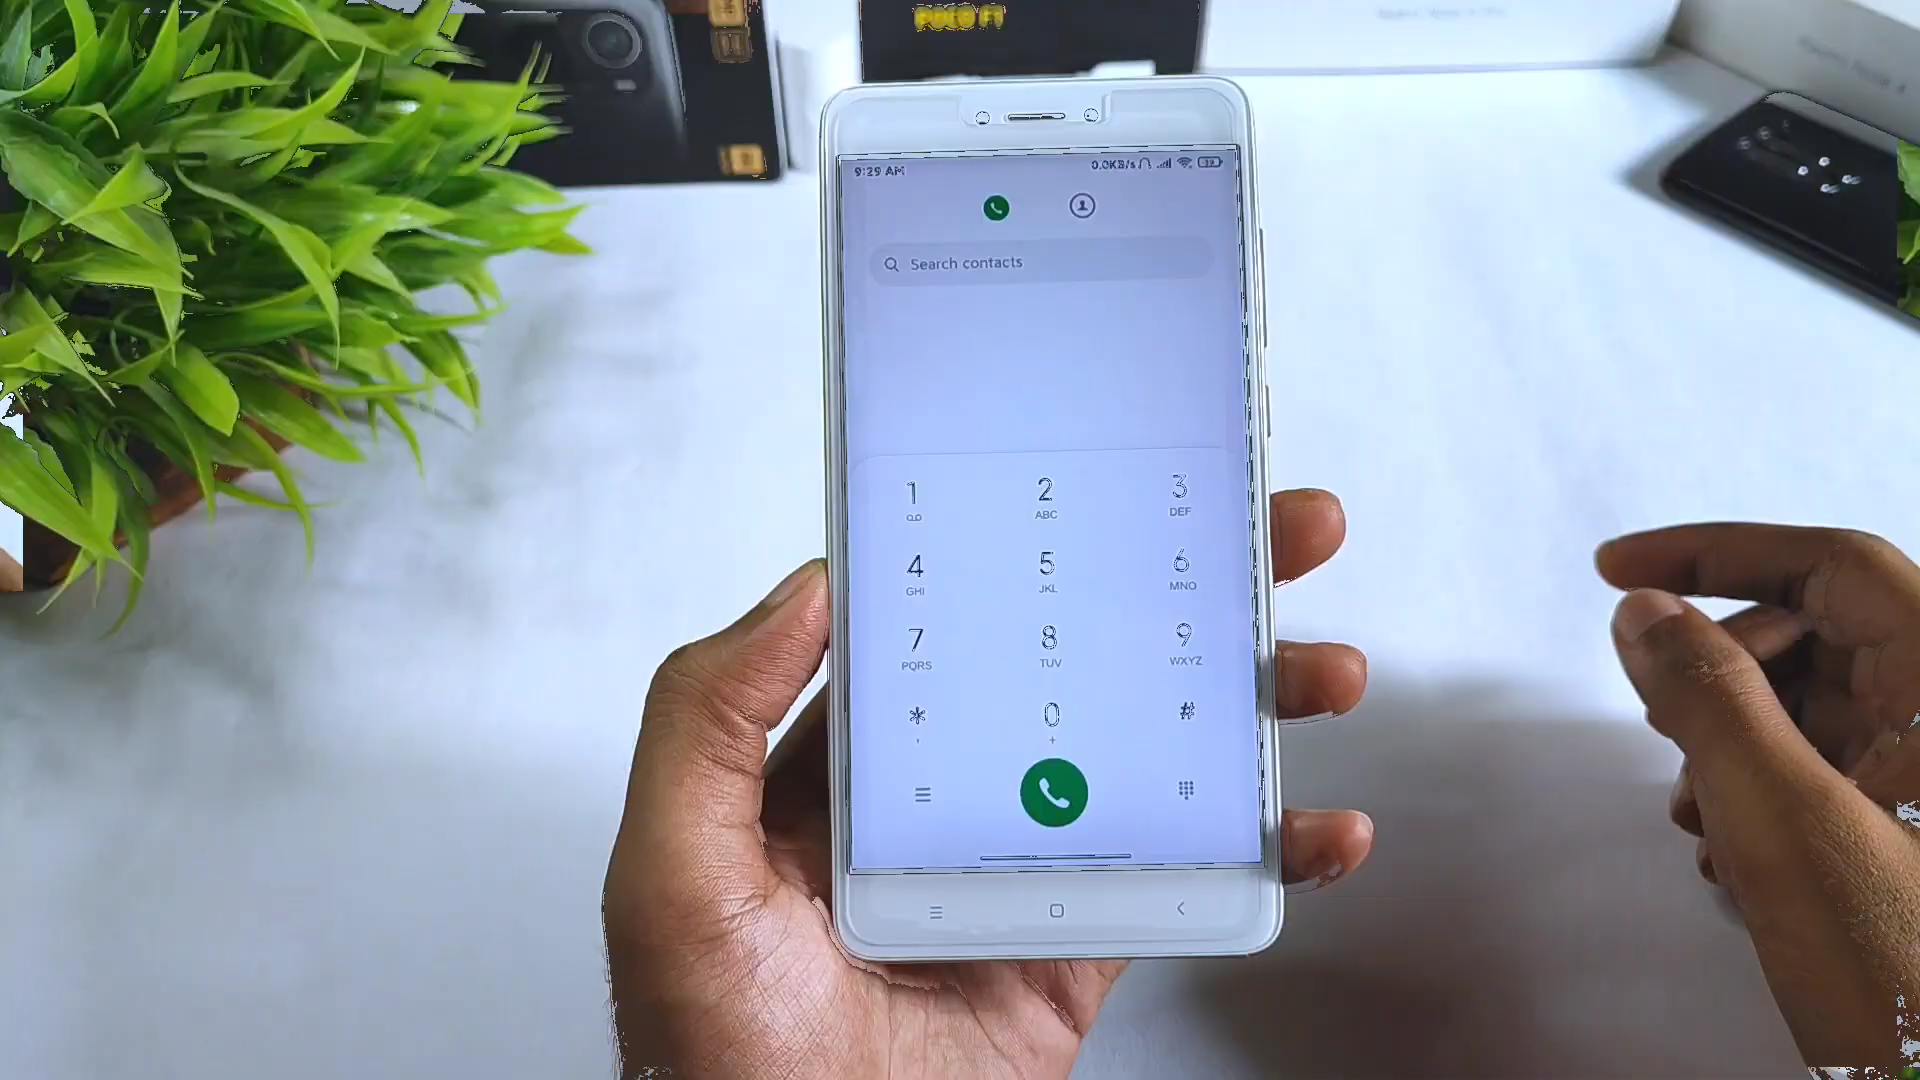 POCO F1
9:29 AM 0.0KB/s
Search contacts
1 2 3
ABC DEF
4 5 6
GHI JKL MNO
7 8 9
PQRS TUV WXYZ
* 0 #
, +